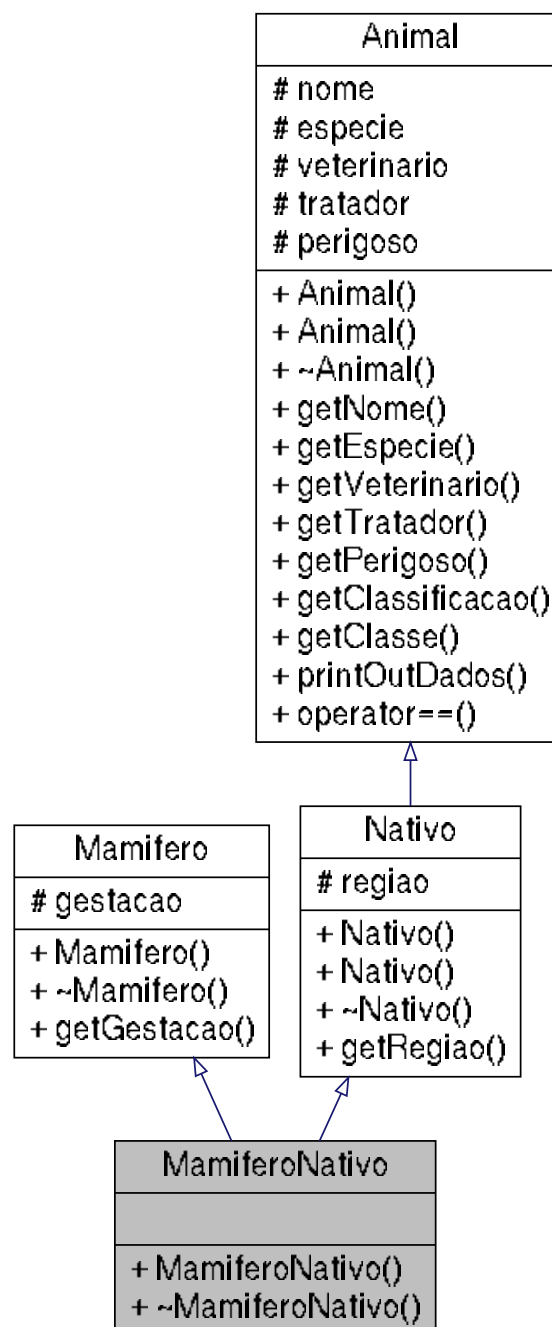 Animal
# nome
# especie
# veterinario
# tratador
# perigoso
+ Animal()
+ Animal()
+ ~Animal()
+ getNome()
+ getEspecie()
+ getVeterinario()
+ getTratador()
+ getPerigoso()
+ getClassificacao()
+ getClasse()
+ printOutDados()
+ operator==()
Mamifero
# gestacao
+ Mamifero()
+ ~Mamifero()
+ getGestacao()
Nativo
# regiao
+ Nativo()
+ Nativo()
+ ~Nativo()
+ getRegiao()
MamiferoNativo
+ MamiferoNativo()
+ ~MamiferoNativo()